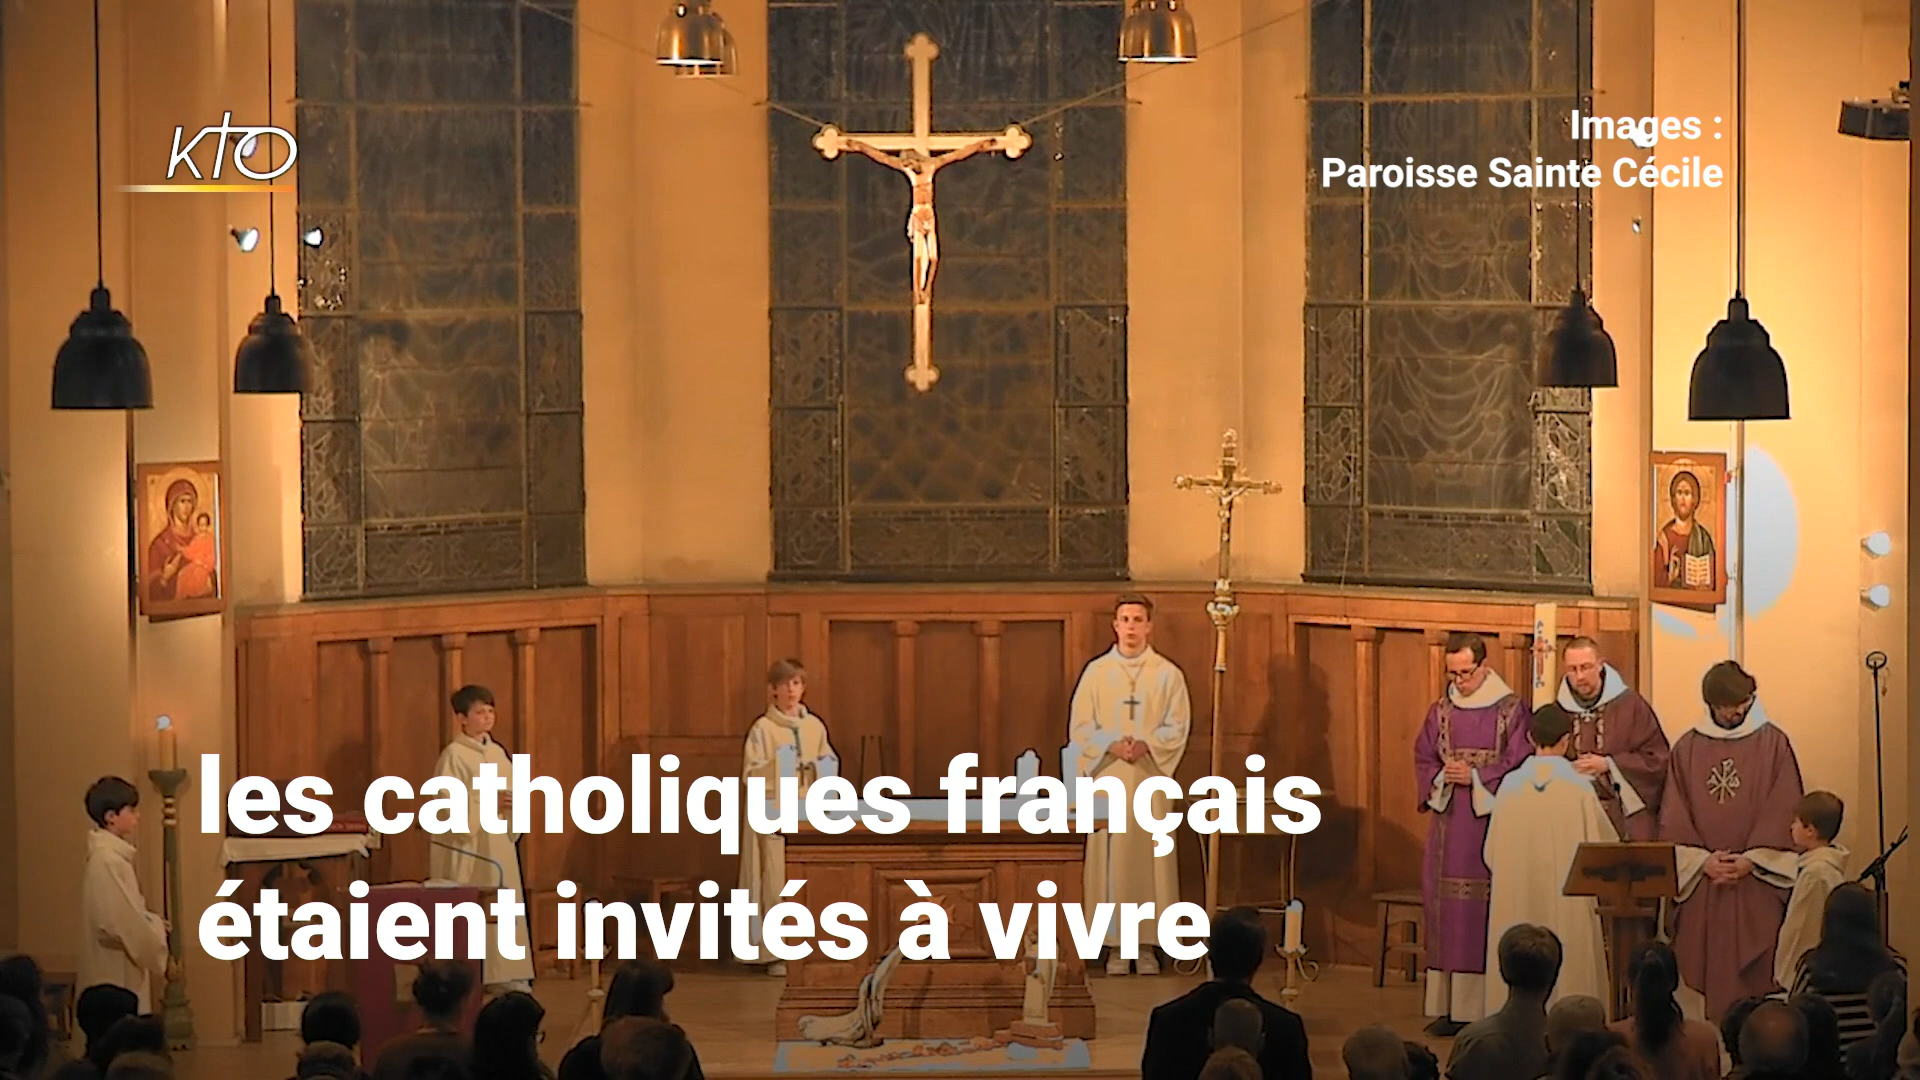 KTO
Images :
Paroisse Sainte Cécile
les catholiques français
étaient invités à vivre